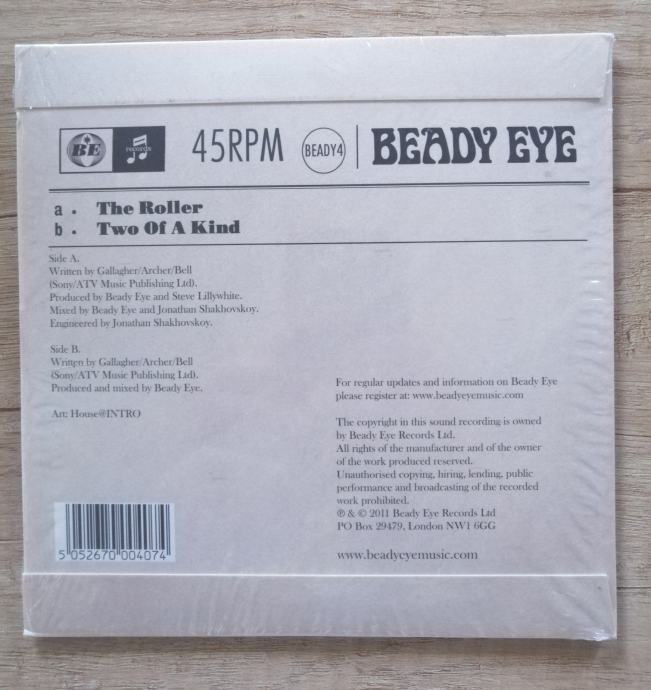 BE RECORDS 45RPM BEADY4 BEADY EYE
a . The Roller
b . Two Of A Kind
Side A.
Written by Gallagher/Archer/Bell
(Sony/ATV Music Publishing Ltd).
Produced by Beady Eye and Steve Lillywhite.
Mixed by Beady Eye and Jonathan Shakhovskoy.
Engineered by Jonathan Shakhovskoy.
Side B.
Written by Gallagher/Archer/Bell
(Sony/ATV Music Publishing Ltd).
Produced and mixed by Beady Eye.
Art: House@INTRO
For regular updates and information on Beady Eye
please register at: www.beadyeyemusic.com
The copyright in this sound recording is owned
by Beady Eye Records Ltd.
All rights of the manufacturer and of the owner
of the work produced reserved.
Unauthorised copying, hiring, lending, public
performance and broadcasting of the recorded
work prohibited.
℗ & © 2011 Beady Eye Records Ltd
PO Box 29479, London NW1 6GG
www.beadyeyemusic.com
5 052670 004074